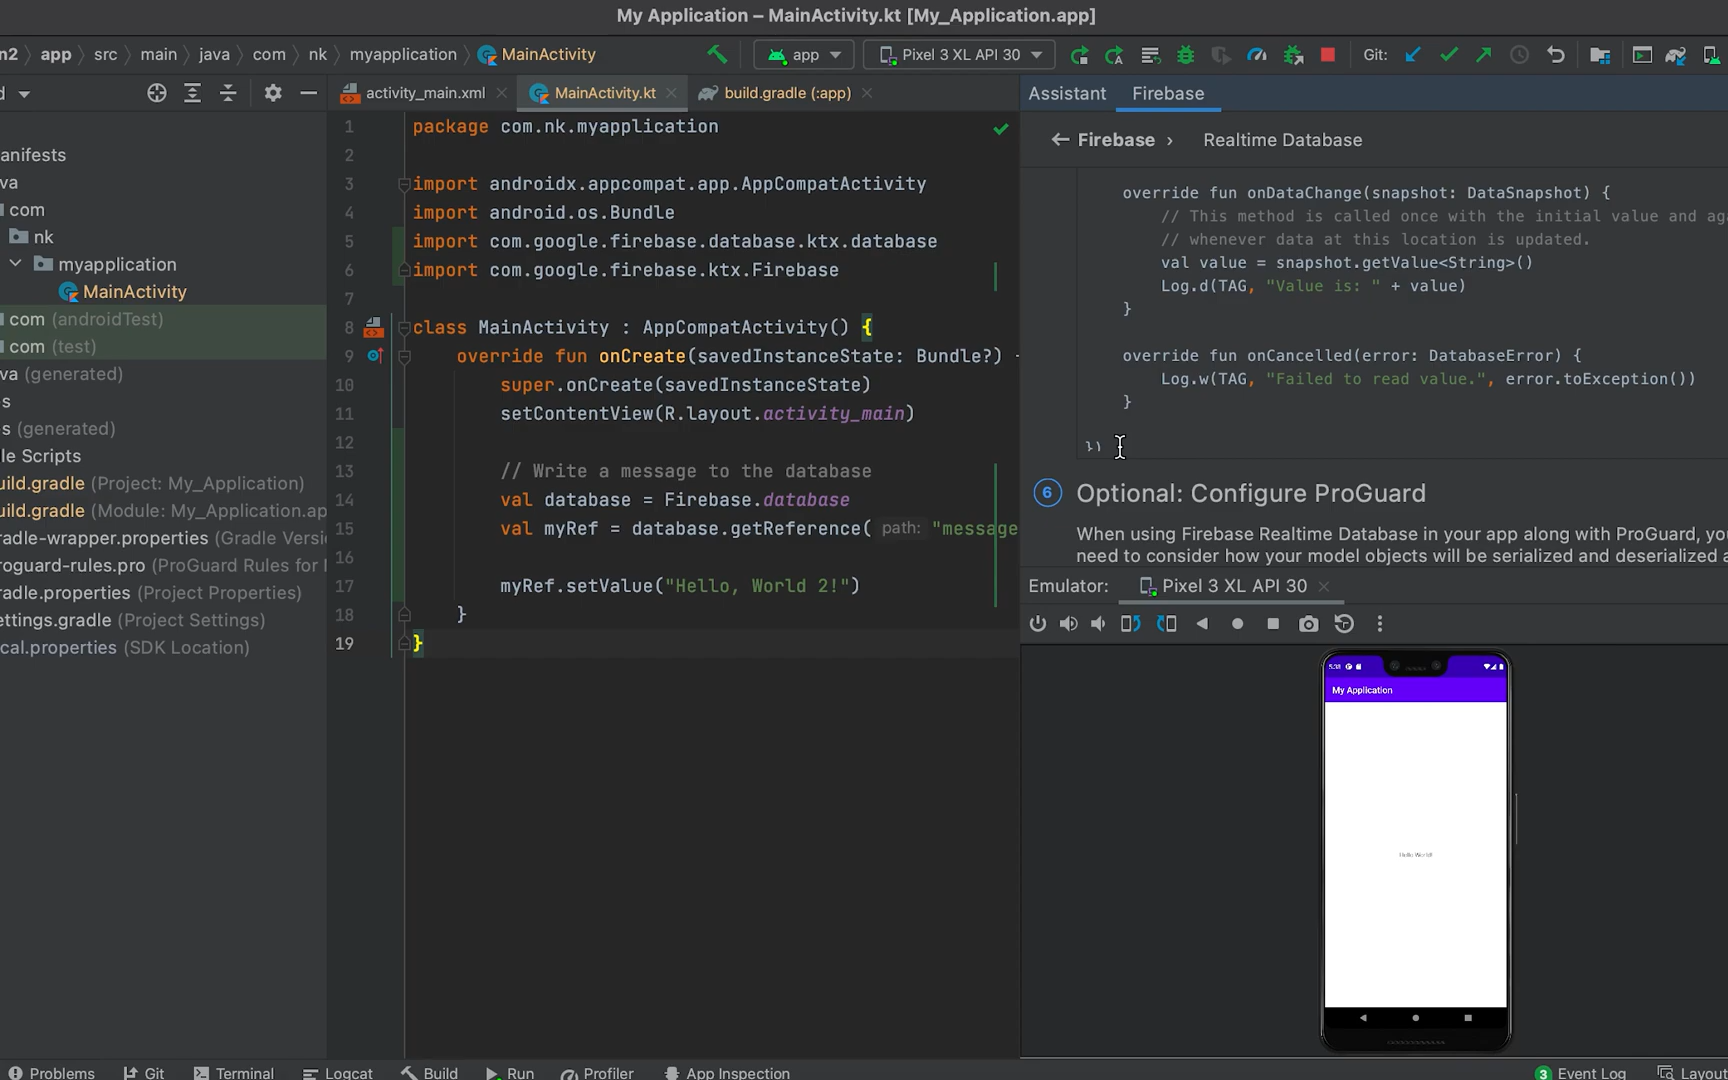 My Application – MainActivity.kt [My_Application.app]
n2 〉 app 〉 src 〉 main 〉 java 〉 com 〉 nk 〉 myapplication 〉 MainActivity
app
Pixel 3 XL API 30
Git:
d
activity_main.xml
MainActivity.kt
build.gradle (:app)
Assistant
Firebase
anifests
va
com
nk
myapplication
MainActivity
com (androidTest)
com (test)
va (generated)
s
s (generated)
le Scripts
uild.gradle (Project: My_Application)
uild.gradle (Module: My_Application.ap
radle-wrapper.properties (Gradle Versi
roguard-rules.pro (ProGuard Rules for
radle.properties (Project Properties)
ettings.gradle (Project Settings)
cal.properties (SDK Location)
1 package com.nk.myapplication
2
3 import androidx.appcompat.app.AppCompatActivity
4 import android.os.Bundle
5 import com.google.firebase.database.ktx.database
6 import com.google.firebase.ktx.Firebase
7
8 class MainActivity : AppCompatActivity() {
9 override fun onCreate(savedInstanceState: Bundle?)
10 super.onCreate(savedInstanceState)
11 setContentView(R.layout.activity_main)
12
13 // Write a message to the database
14 val database = Firebase.database
15 val myRef = database.getReference( path: "message
16
17 myRef.setValue("Hello, World 2!")
18 }
19 }
← Firebase › Realtime Database
override fun onDataChange(snapshot: DataSnapshot) {
// This method is called once with the initial value and aga
// whenever data at this location is updated.
val value = snapshot.getValue<String>()
Log.d(TAG, "Value is: " + value)
}
override fun onCancelled(error: DatabaseError) {
Log.w(TAG, "Failed to read value.", error.toException())
}
})
6 Optional: Configure ProGuard
When using Firebase Realtime Database in your app along with ProGuard, you
need to consider how your model objects will be serialized and deserialized a
Emulator: Pixel 3 XL API 30
5:31
My Application
Hello World!
Problems
Git
Terminal
Logcat
Build
Run
Profiler
App Inspection
3 Event Log
Layout